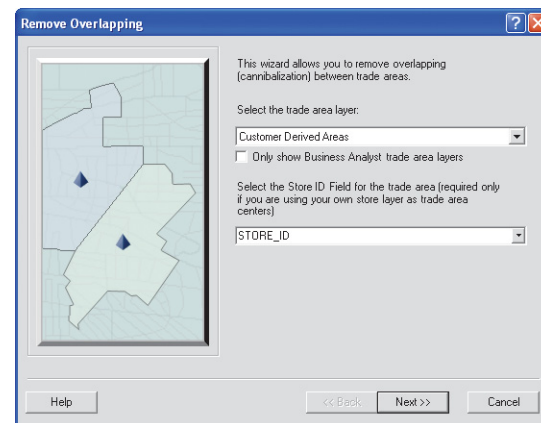 Remove Overlapping
This wizard allows you to remove overlapping
(cannibalization) between trade areas.
Select the trade area layer:
Customer Derived Areas
Only show Business Analyst trade area layers
Select the Store ID Field for the trade area (required only
if you are using your own store layer as trade area
centers)
STORE_ID
Help
<< Back
Next >>
Cancel